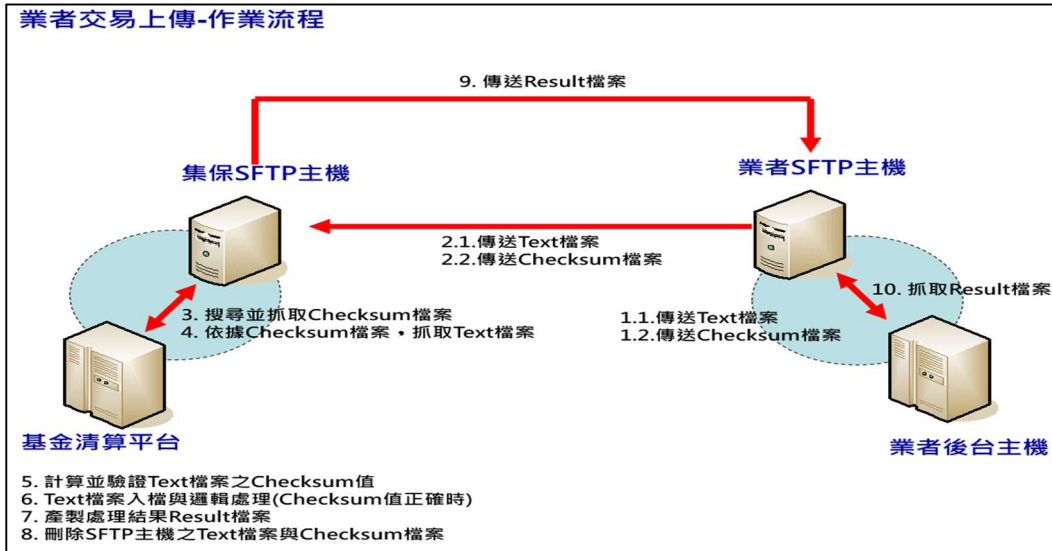 業者交易上傳-作業流程
9. 傳送Result檔案
集保SFTP主機
業者SFTP主機
2.1.傳送Text檔案
2.2.傳送Checksum檔案
3. 搜尋並抓取Checksum檔案
4. 依據Checksum檔案，抓取Text檔案
10. 抓取Result檔案
1.1.傳送Text檔案
1.2.傳送Checksum檔案
基金清算平台
業者後台主機
5. 計算並驗證Text檔案之Checksum值
6. Text檔案入檔與邏輯處理(Checksum值正確時)
7. 產製處理結果Result檔案
8. 刪除SFTP主機之Text檔案與Checksum檔案